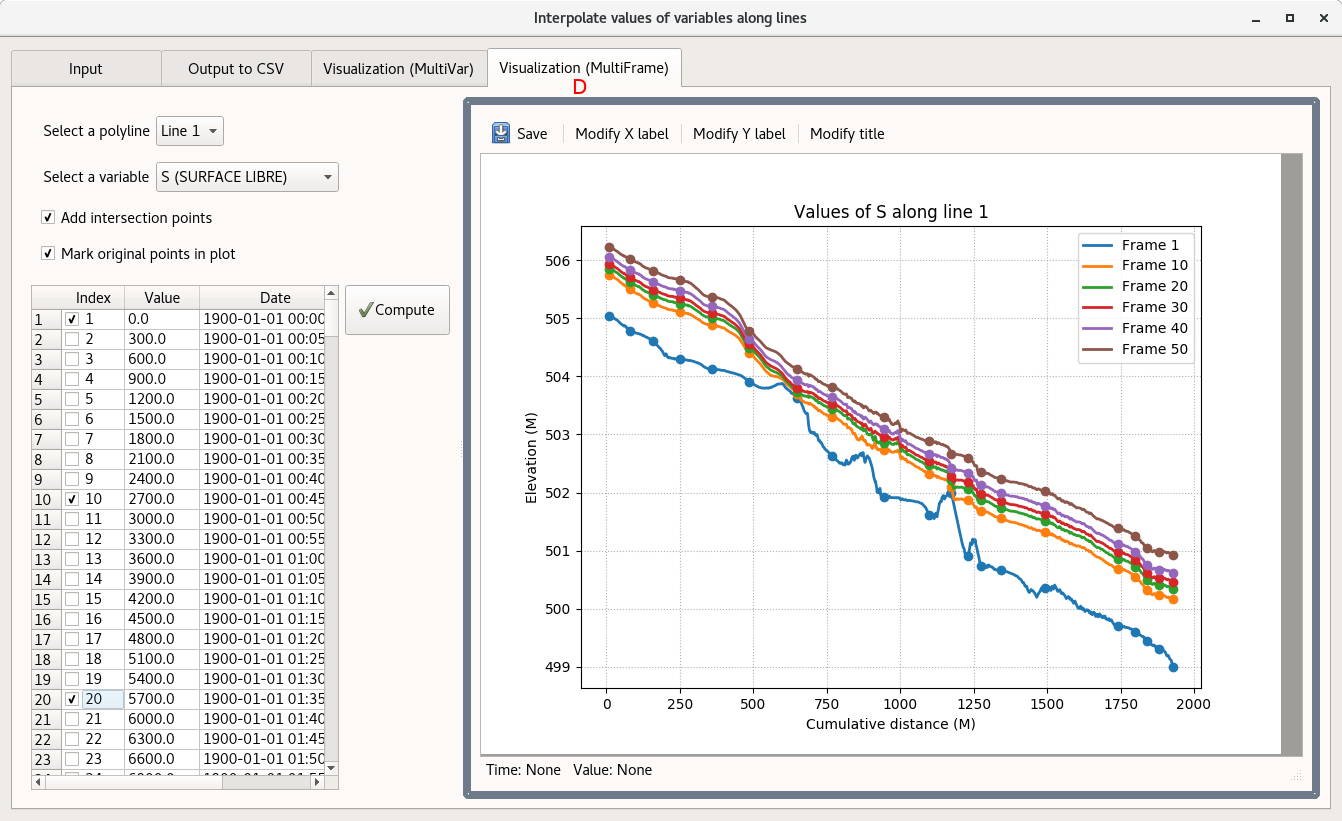 Interpolate values of variables along lines
Input Output to CSV Visualization (MultiVar) Visualization (MultiFrame)
D
Select a polyline Line 1
Select a variable S (SURFACE LIBRE)
Add intersection points
Mark original points in plot
Index Value Date
1 1 0.0 1900-01-01 00:00
2 2 300.0 1900-01-01 00:05
3 3 600.0 1900-01-01 00:10
4 4 900.0 1900-01-01 00:15
5 5 1200.0 1900-01-01 00:20
6 6 1500.0 1900-01-01 00:25
7 7 1800.0 1900-01-01 00:30
8 8 2100.0 1900-01-01 00:35
9 9 2400.0 1900-01-01 00:40
10 10 2700.0 1900-01-01 00:45
11 11 3000.0 1900-01-01 00:50
12 12 3300.0 1900-01-01 00:55
13 13 3600.0 1900-01-01 01:00
14 14 3900.0 1900-01-01 01:05
15 15 4200.0 1900-01-01 01:10
16 16 4500.0 1900-01-01 01:15
17 17 4800.0 1900-01-01 01:20
18 18 5100.0 1900-01-01 01:25
19 19 5400.0 1900-01-01 01:30
20 20 5700.0 1900-01-01 01:35
21 21 6000.0 1900-01-01 01:40
22 22 6300.0 1900-01-01 01:45
23 23 6600.0 1900-01-01 01:50
Compute
Save Modify X label Modify Y label Modify title
Values of S along line 1
Frame 1
Frame 10
Frame 20
Frame 30
Frame 40
Frame 50
Elevation (M)
506
505
504
503
502
501
500
499
0 250 500 750 1000 1250 1500 1750 2000
Cumulative distance (M)
Time: None Value: None